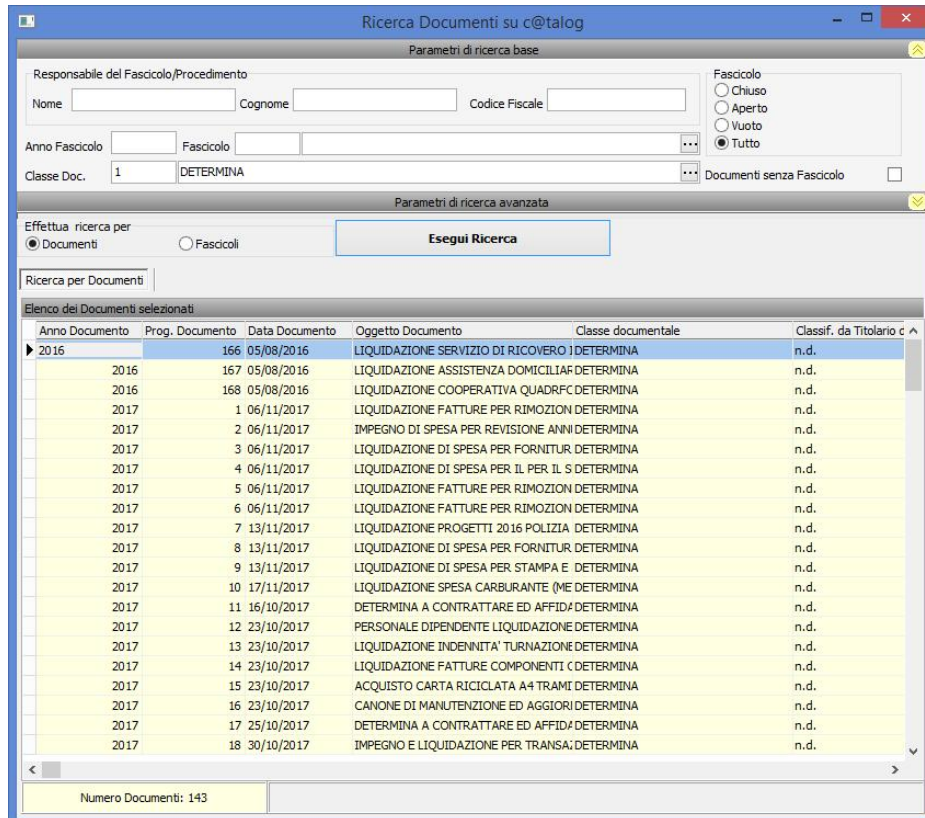 Ricerca Documenti su c@talog
Parametri di ricerca base
Responsabile del Fascicolo/Procedimento
Nome Cognome Codice Fiscale
Fascicolo
Chiuso
Aperto
Vuoto
Tutto
Anno Fascicolo Fascicolo ...
Classe Doc. 1 DETERMINA ... Documenti senza Fascicolo
Parametri di ricerca avanzata
Effettua ricerca per
Documenti Fascicoli Esegui Ricerca
Ricerca per Documenti
Elenco dei Documenti selezionati
Anno Documento Prog. Documento Data Documento Oggetto Documento Classe documentale Classif. da Titolario d
2016 166 05/08/2016 LIQUIDAZIONE SERVIZIO DI RICOVERO DETERMINA n.d.
2016 167 05/08/2016 LIQUIDAZIONE ASSISTENZA DOMICILIAR DETERMINA n.d.
2016 168 05/08/2016 LIQUIDAZIONE COOPERATIVA QUADRFO DETERMINA n.d.
2017 1 06/11/2017 LIQUIDAZIONE FATTURE PER RIMOZION DETERMINA n.d.
2017 2 06/11/2017 IMPEGNO DI SPESA PER REVISIONE ANNU DETERMINA n.d.
2017 3 06/11/2017 LIQUIDAZIONE DI SPESA PER FORNITUR DETERMINA n.d.
2017 4 06/11/2017 LIQUIDAZIONE DI SPESA PER IL PER IL S DETERMINA n.d.
2017 5 06/11/2017 LIQUIDAZIONE FATTURE PER RIMOZION DETERMINA n.d.
2017 6 06/11/2017 LIQUIDAZIONE FATTURE PER RIMOZION DETERMINA n.d.
2017 7 13/11/2017 LIQUIDAZIONE PROGETTI 2016 POLIZIA DETERMINA n.d.
2017 8 13/11/2017 LIQUIDAZIONE DI SPESA PER FORNITUR DETERMINA n.d.
2017 9 13/11/2017 LIQUIDAZIONE DI SPESA PER STAMPA E DETERMINA n.d.
2017 10 17/11/2017 LIQUIDAZIONE SPESA CARBURANTE (ME DETERMINA n.d.
2017 11 16/10/2017 DETERMINA A CONTRATTARE ED AFFIDA DETERMINA n.d.
2017 12 23/10/2017 PERSONALE DIPENDENTE LIQUIDAZIONE DETERMINA n.d.
2017 13 23/10/2017 LIQUIDAZIONE INDENNITA' TURNAZIONE DETERMINA n.d.
2017 14 23/10/2017 LIQUIDAZIONE FATTURE COMPONENTI DETERMINA n.d.
2017 15 23/10/2017 ACQUISTO CARTA RICICLATA A4 TRAMI DETERMINA n.d.
2017 16 23/10/2017 CANONE DI MANUTENZIONE ED AGGIORI DETERMINA n.d.
2017 17 25/10/2017 DETERMINA A CONTRATTARE ED AFFIDA DETERMINA n.d.
2017 18 30/10/2017 IMPEGNO E LIQUIDAZIONE PER TRANSA DETERMINA n.d.
Numero Documenti: 143